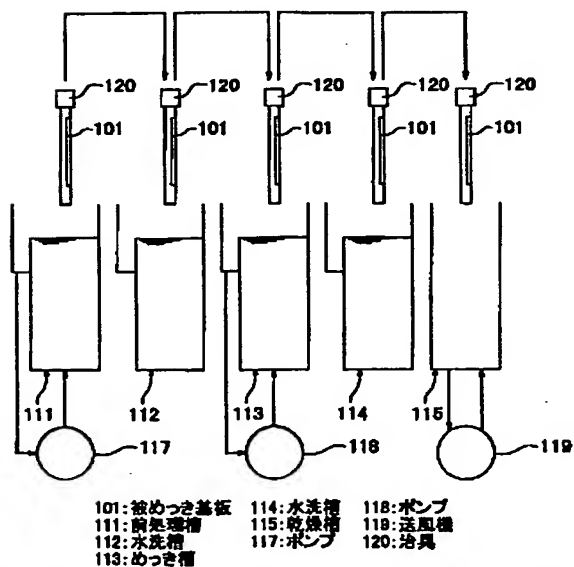 120 120 120 120 120
101 101 101 101 101
111 112 113 114 115
117 118 119
101:被めっき基板 114:水洗槽 118:ポンプ
111:前処理槽 115:乾燥槽 119:送風機
112:水洗槽 117:ポンプ 120:治具
113:めっき槽